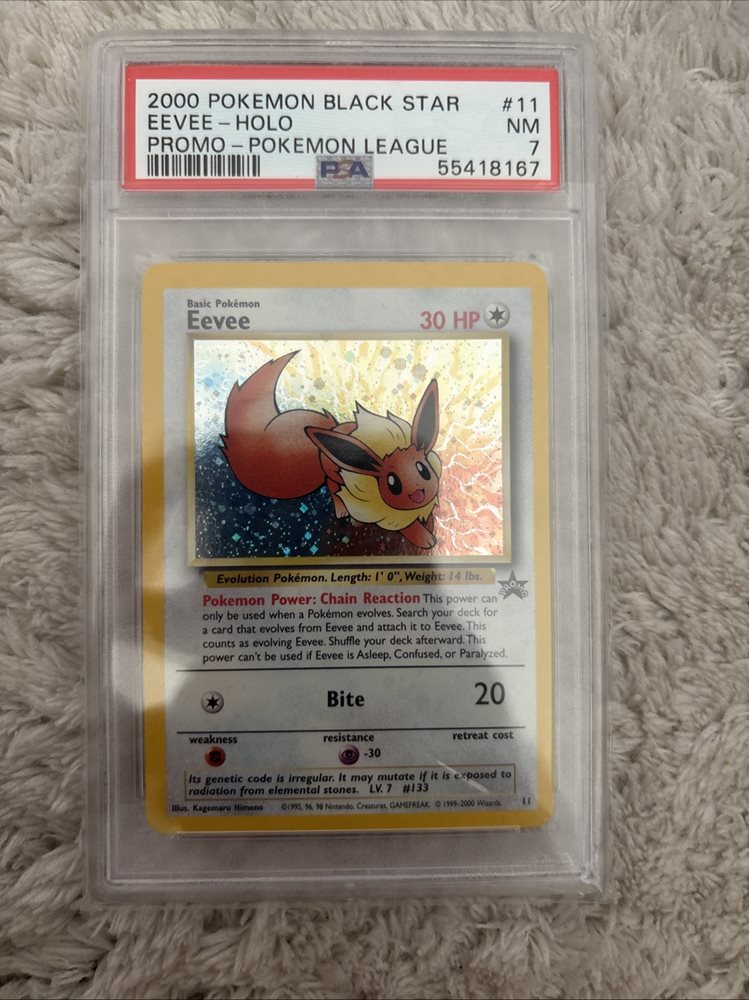 2000 POKEMON BLACK STAR #11
EEVEE-HOLO NM
PROMO-POKEMON LEAGUE 7
PSA 55418167
Basic Pokémon
Eevee 30 HP
Evolution Pokémon. Length: 1' 0", Weight: 14 lbs.
Pokemon Power: Chain Reaction This power can
only be used when a Pokémon evolves. Search your deck for
a card that evolves from Eevee and attach it to Eevee. This
counts as evolving Eevee. Shuffle your deck afterward. This
power can't be used if Eevee is Asleep, Confused, or Paralyzed.
Bite 20
weakness resistance retreat cost
-30
Its genetic code is irregular. It may mutate if it is exposed to
radiation from elemental stones. LV. 7 #133
Illus. Kagemaru Himeno ©1995, 96, 98 Nintendo, Creatures, GAMEFREAK. © 1999-2000 Wizards. 11